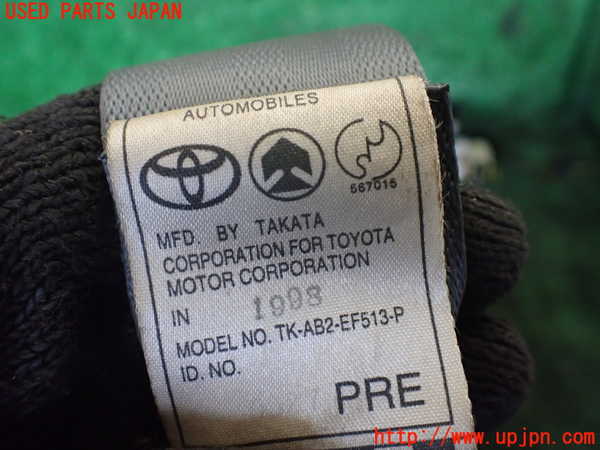 USED PARTS JAPAN
AUTOMOBILES
567015
MFD. BY TAKATA
CORPORATION FOR TOYOTA
MOTOR CORPORATION
IN 1998
MODEL NO. TK-AB2-EF513-P
ID. NO.
PRE
http://www.upjpn.com